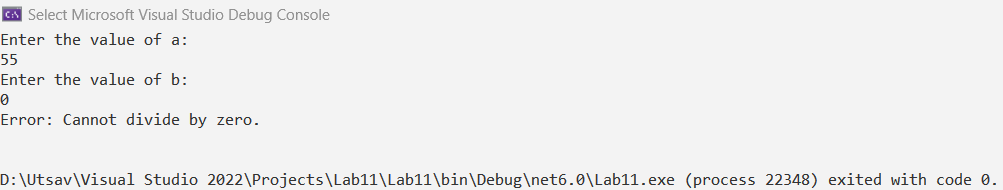 Select Microsoft Visual Studio Debug Console
Enter the value of a:
55
Enter the value of b:
0
Error: Cannot divide by zero.
D:\Utsav\Visual Studio 2022\Projects\Lab11\Lab11\bin\Debug\net6.0\Lab11.exe (process 22348) exited with code 0.